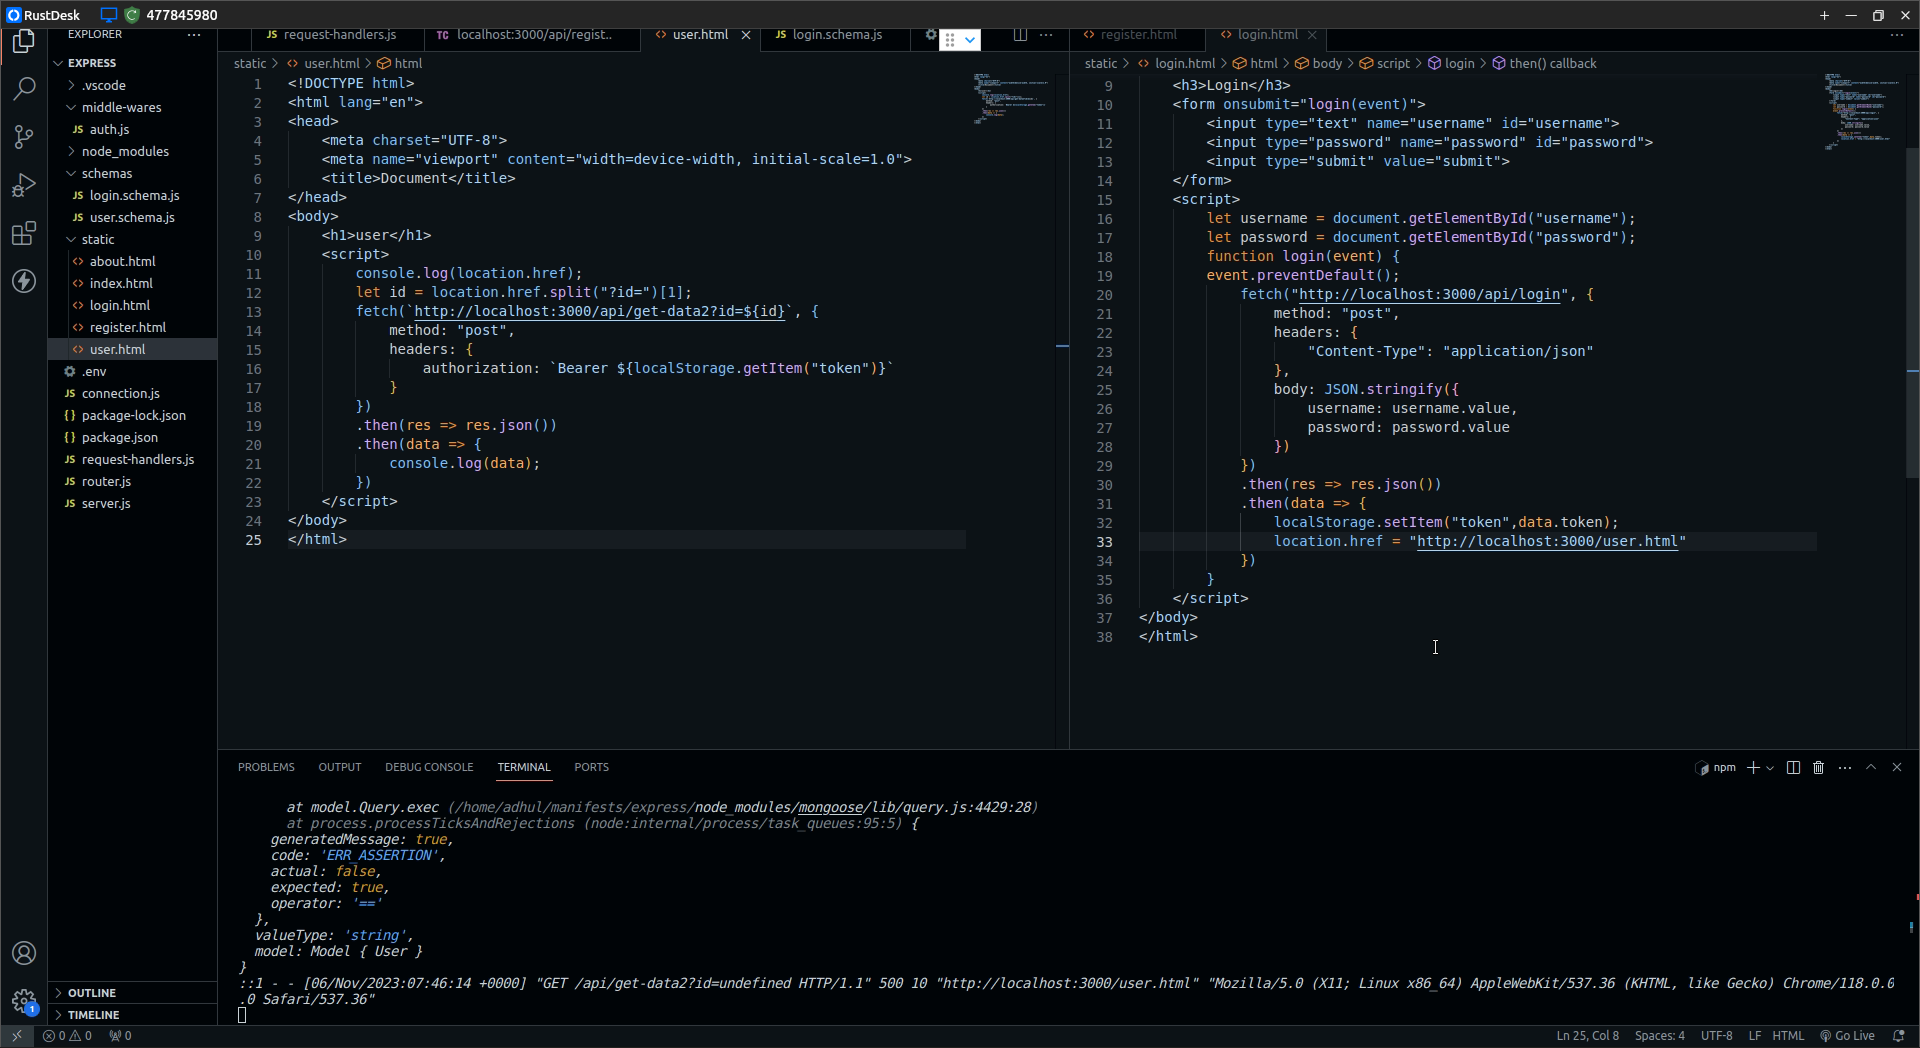 RustDesk 477845980
EXPLORER
EXPRESS
.vscode
middle-wares
JS auth.js
node_modules
schemas
JS login.schema.js
JS user.schema.js
static
<> about.html
<> index.html
<> login.html
<> register.html
<> user.html
.env
JS connection.js
{} package-lock.json
{} package.json
JS request-handlers.js
JS router.js
JS server.js
OUTLINE
TIMELINE
JS request-handlers.js
TC localhost:3000/api/regist..
<> user.html
JS login.schema.js
static > <> user.html > html
1 <!DOCTYPE html>
2 <html lang="en">
3 <head>
4 <meta charset="UTF-8">
5 <meta name="viewport" content="width=device-width, initial-scale=1.0">
6 <title>Document</title>
7 </head>
8 <body>
9 <h1>user</h1>
10 <script>
11 console.log(location.href);
12 let id = location.href.split("?id=")[1];
13 fetch(`http://localhost:3000/api/get-data2?id=${id}`, {
14 method: "post",
15 headers: {
16 authorization: `Bearer ${localStorage.getItem("token")}`
17 }
18 })
19 .then(res => res.json())
20 .then(data => {
21 console.log(data);
22 })
23 </script>
24 </body>
25 </html>
<> register.html
<> login.html
static > <> login.html > html > body > script > login > then() callback
9 <h3>Login</h3>
10 <form onsubmit="login(event)">
11 <input type="text" name="username" id="username">
12 <input type="password" name="password" id="password">
13 <input type="submit" value="submit">
14 </form>
15 <script>
16 let username = document.getElementById("username");
17 let password = document.getElementById("password");
18 function login(event) {
19 event.preventDefault();
20 fetch("http://localhost:3000/api/login", {
21 method: "post",
22 headers: {
23 "Content-Type": "application/json"
24 },
25 body: JSON.stringify({
26 username: username.value,
27 password: password.value
28 })
29 })
30 .then(res => res.json())
31 .then(data => {
32 localStorage.setItem("token",data.token);
33 location.href = "http://localhost:3000/user.html"
34 })
35 }
36 </script>
37 </body>
38 </html>
PROBLEMS OUTPUT DEBUG CONSOLE TERMINAL PORTS
npm
at model.Query.exec (/home/adhul/manifests/express/node_modules/mongoose/lib/query.js:4429:28)
at process.processTicksAndRejections (node:internal/process/task_queues:95:5) {
generatedMessage: true,
code: 'ERR_ASSERTION',
actual: false,
expected: true,
operator: '=='
},
valueType: 'string',
model: Model { User }
}
::1 - - [06/Nov/2023:07:46:14 +0000] "GET /api/get-data2?id=undefined HTTP/1.1" 500 10 "http://localhost:3000/user.html" "Mozilla/5.0 (X11; Linux x86_64) AppleWebKit/537.36 (KHTML, like Gecko) Chrome/118.0.0
.0 Safari/537.36"
1
0 0 0
Ln 25, Col 8 Spaces: 4 UTF-8 LF HTML Go Live